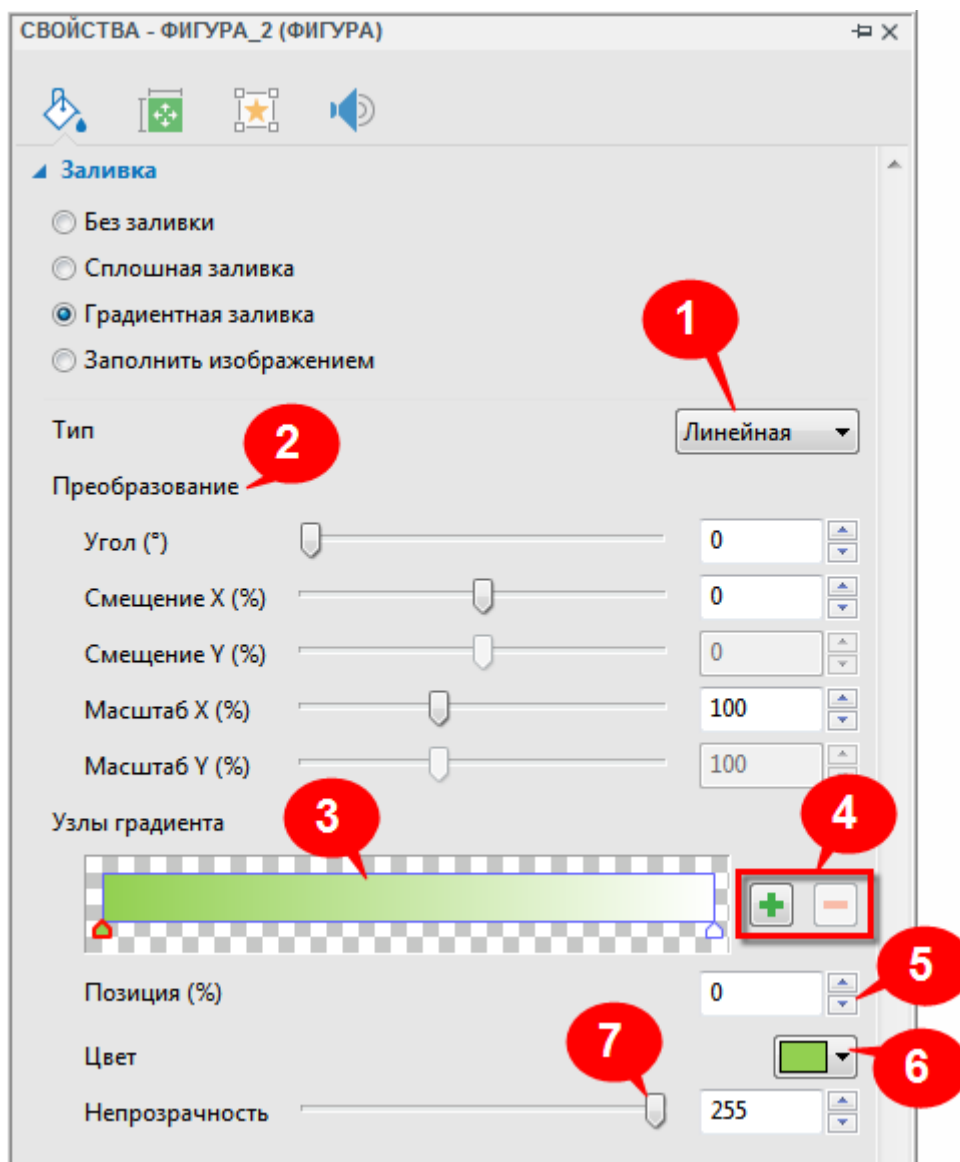 СВОЙСТВА - ФИГУРА_2 (ФИГУРА)
Заливка
Без заливки
Сплошная заливка
Градиентная заливка
Заполнить изображением
1
Тип
Линейная
2
Преобразование
Угол (°)
0
Смещение X (%)
0
Смещение Y (%)
0
Масштаб X (%)
100
Масштаб Y (%)
100
Узлы градиента
3
4
Позиция (%)
0
5
Цвет
7
6
Непрозрачность
255